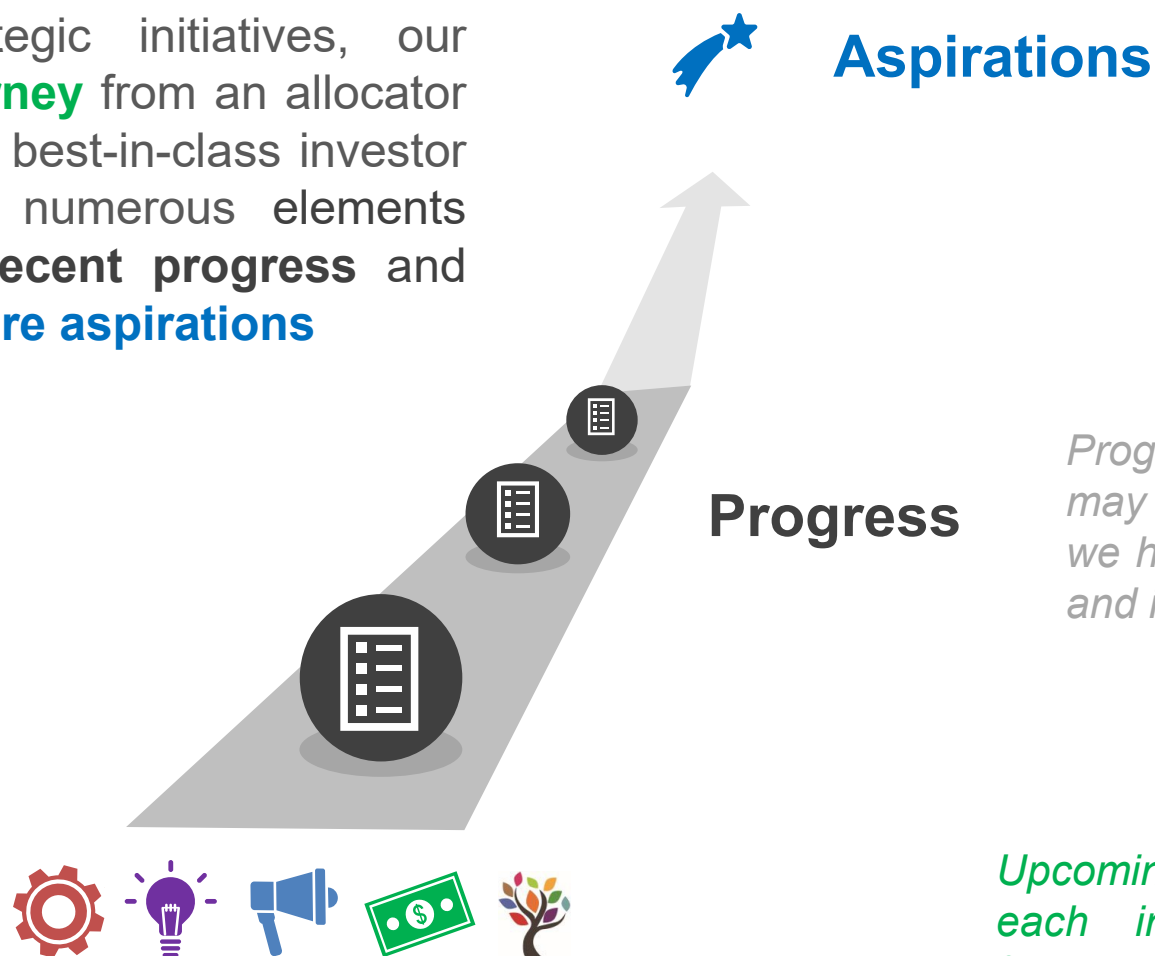 tegic initiatives, our
rney from an allocator
best-in-class investor
numerous elements
ecent progress and
re aspirations
Aspirations
Progress
Prog
may
we h
and
Upcomin
each in
$